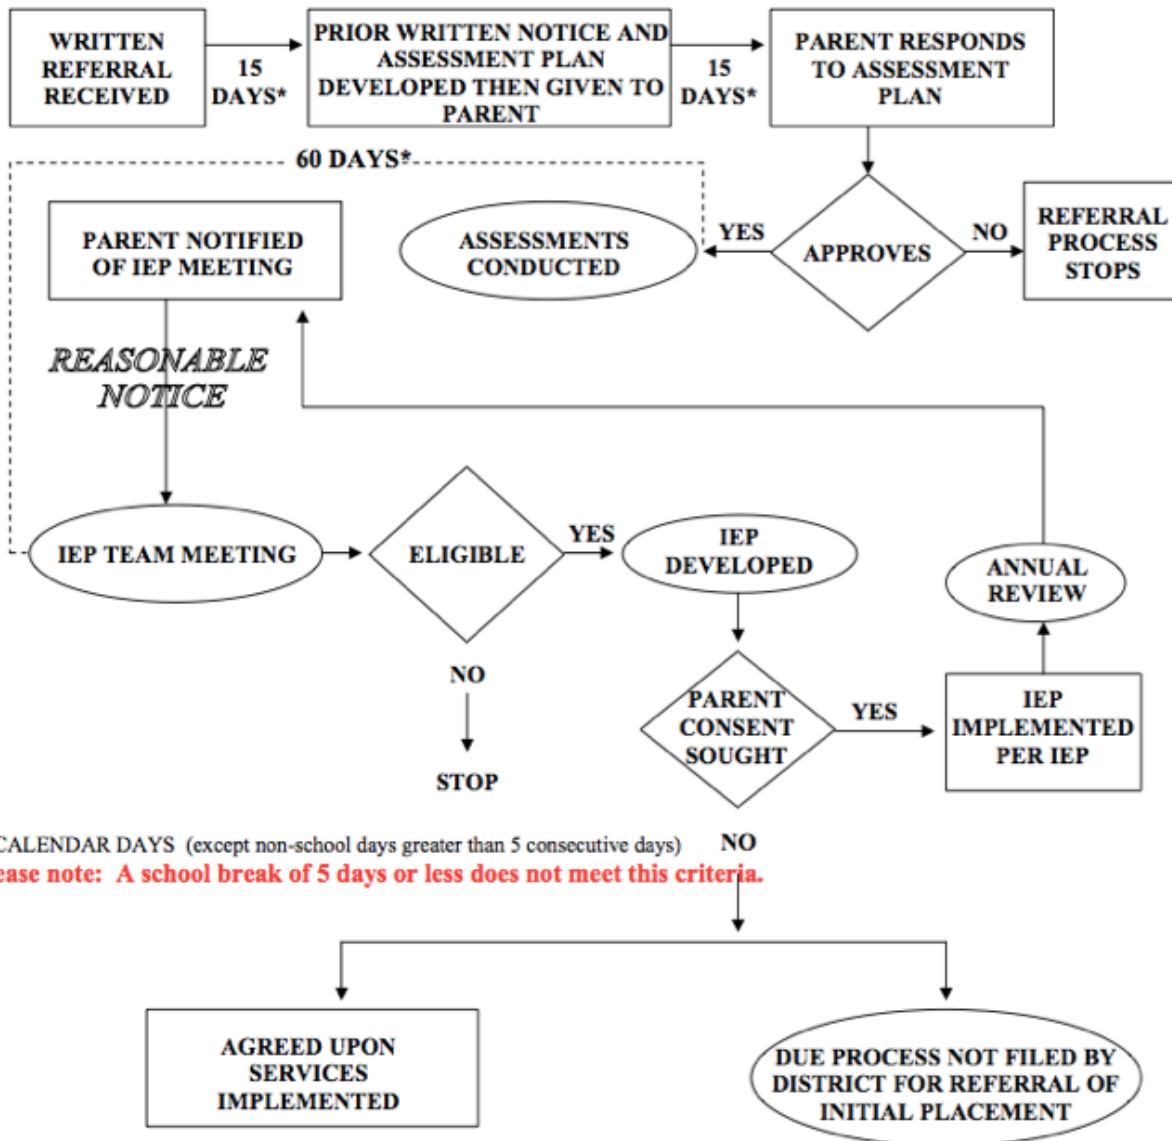 WRITTEN
REFERRAL
RECEIVED
15
DAYS*
PRIOR WRITTEN NOTICE AND
ASSESSMENT PLAN
DEVELOPED THEN GIVEN TO
PARENT
15
DAYS*
PARENT RESPONDS
TO ASSESSMENT
PLAN
60 DAYS*
PARENT NOTIFIED
OF IEP MEETING
ASSESSMENTS
CONDUCTED
YES
APPROVES
NO
REFERRAL
PROCESS
STOPS
REASONABLE
NOTICE
IEP TEAM MEETING
ELIGIBLE
YES
IEP
DEVELOPED
ANNUAL
REVIEW
NO
STOP
PARENT
CONSENT
SOUGHT
YES
IEP
IMPLEMENTED
PER IEP
CALENDAR DAYS (except non-school days greater than 5 consecutive days)
NO
ease note: A school break of 5 days or less does not meet this criteria.
AGREED UPON
SERVICES
IMPLEMENTED
DUE PROCESS NOT FILED BY
DISTRICT FOR REFERRAL OF
INITIAL PLACEMENT